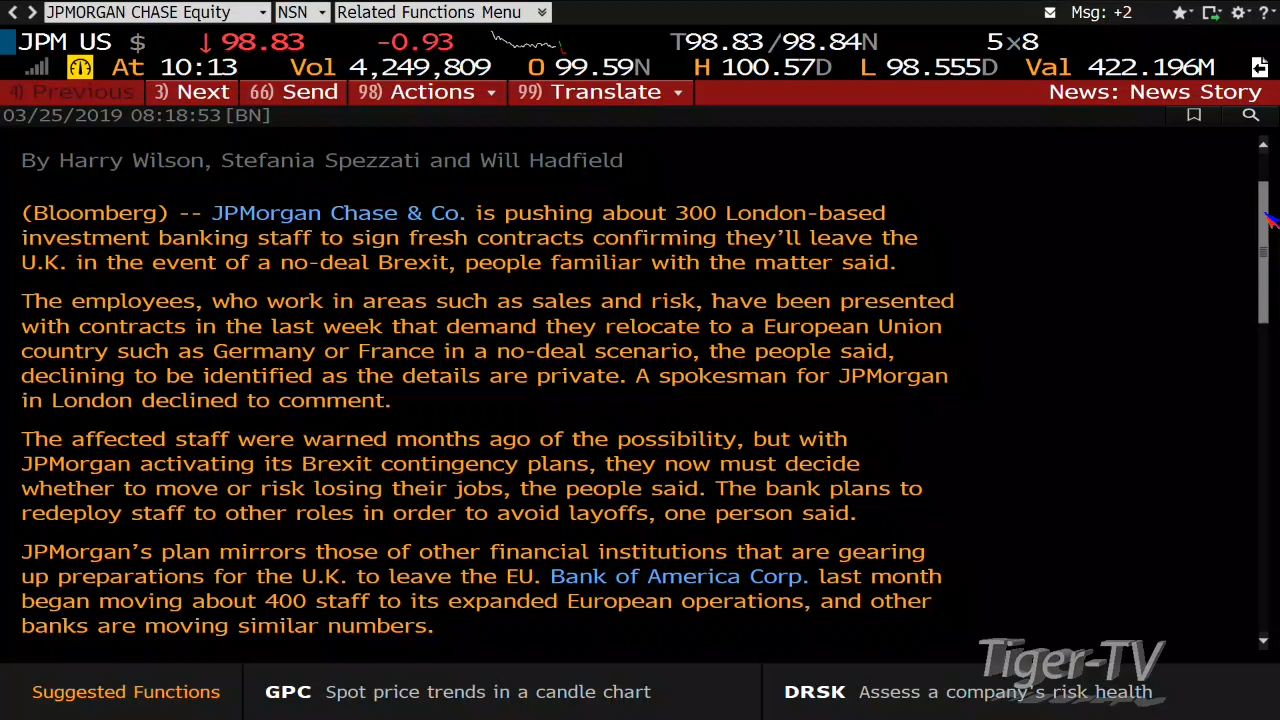 JPMORGAN CHASE Equity NSN Related Functions Menu Msg: +2
JPM US $ ↓98.83 -0.93 T98.83/98.84N 5x8
At 10:13 Vol 4,249,809 O 99.59N H 100.57D L 98.555D Val 422.196M
4) Previous 3) Next 66) Send 98) Actions 99) Translate News: News Story
03/25/2019 08:18:53 [BN]
By Harry Wilson, Stefania Spezzati and Will Hadfield
(Bloomberg) -- JPMorgan Chase & Co. is pushing about 300 London-based
investment banking staff to sign fresh contracts confirming they'll leave the
U.K. in the event of a no-deal Brexit, people familiar with the matter said.
The employees, who work in areas such as sales and risk, have been presented
with contracts in the last week that demand they relocate to a European Union
country such as Germany or France in a no-deal scenario, the people said,
declining to be identified as the details are private. A spokesman for JPMorgan
in London declined to comment.
The affected staff were warned months ago of the possibility, but with
JPMorgan activating its Brexit contingency plans, they now must decide
whether to move or risk losing their jobs, the people said. The bank plans to
redeploy staff to other roles in order to avoid layoffs, one person said.
JPMorgan's plan mirrors those of other financial institutions that are gearing
up preparations for the U.K. to leave the EU. Bank of America Corp. last month
began moving about 400 staff to its expanded European operations, and other
banks are moving similar numbers.
Tiger-TV
Suggested Functions GPC Spot price trends in a candle chart DRSK Assess a company's risk health